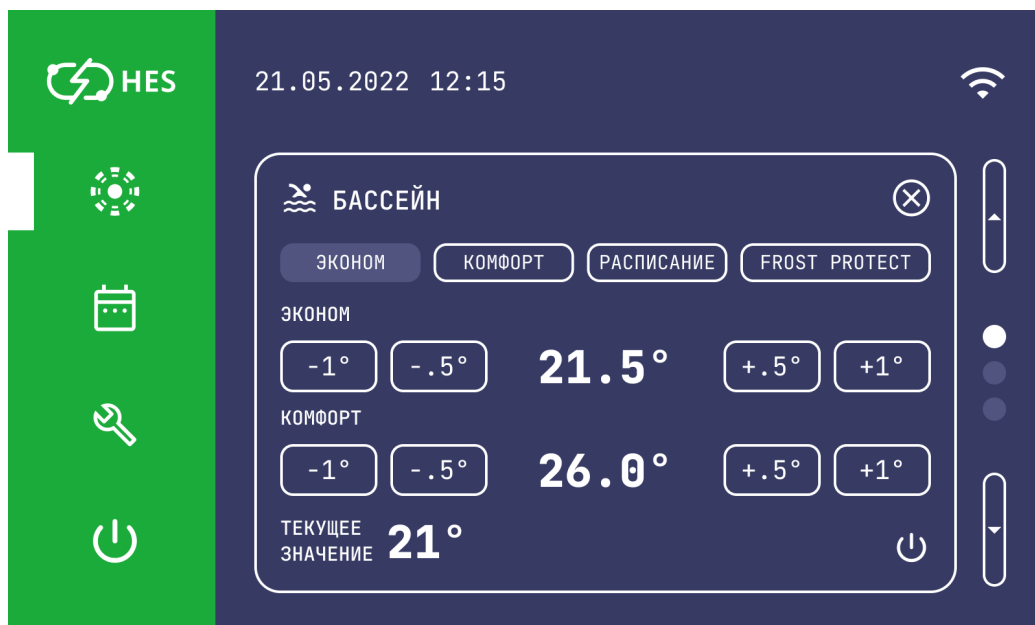 HES
21.05.2022 12:15
БАССЕЙН
ЭКОНОМ КОМФОРТ РАСПИСАНИЕ FROST PROTECT
ЭКОНОМ
-1° -.5° 21.5° +.5° +1°
КОМФОРТ
-1° -.5° 26.0° +.5° +1°
ТЕКУЩЕЕ
ЗНАЧЕНИЕ 21°